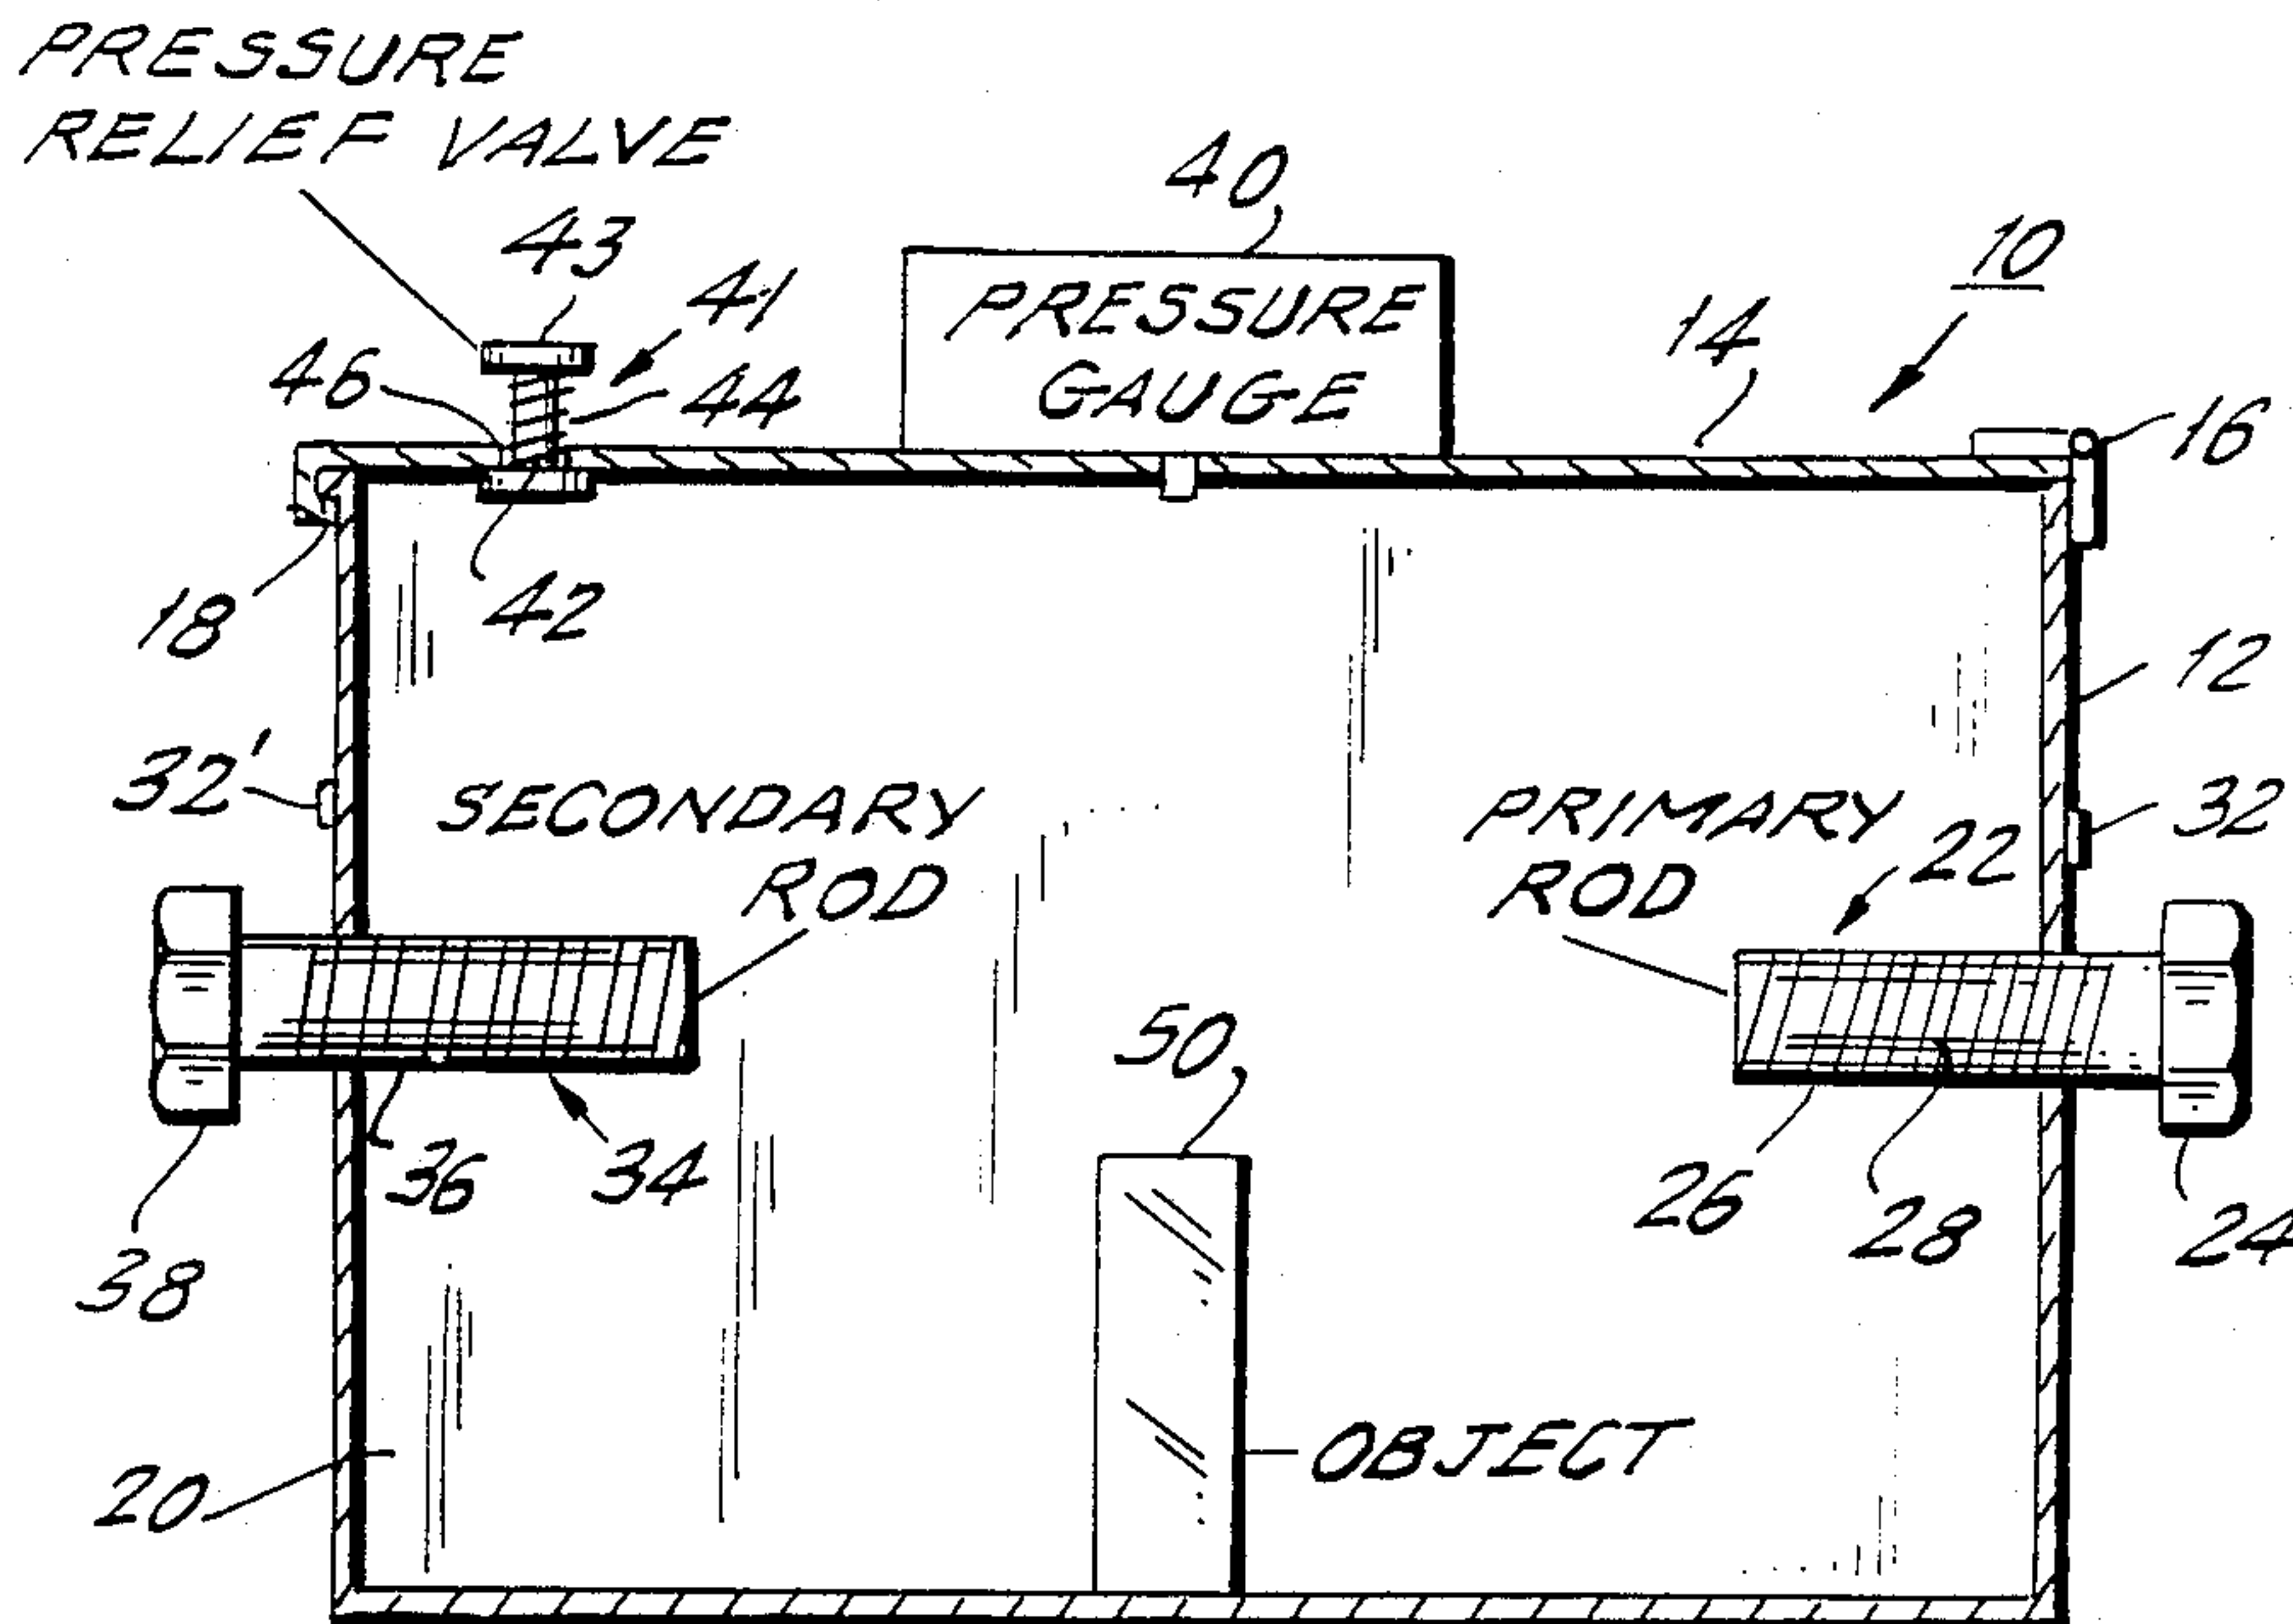 PRESSURE
RELIEF VALVE
40
43
41
10
PRESSURE
GAUGE
14
46
44
16
18
42
12
32'
SECONDARY
ROD
PRIMARY
ROD
22
32
50
36
34
26
28
24
38
20
OBJECT